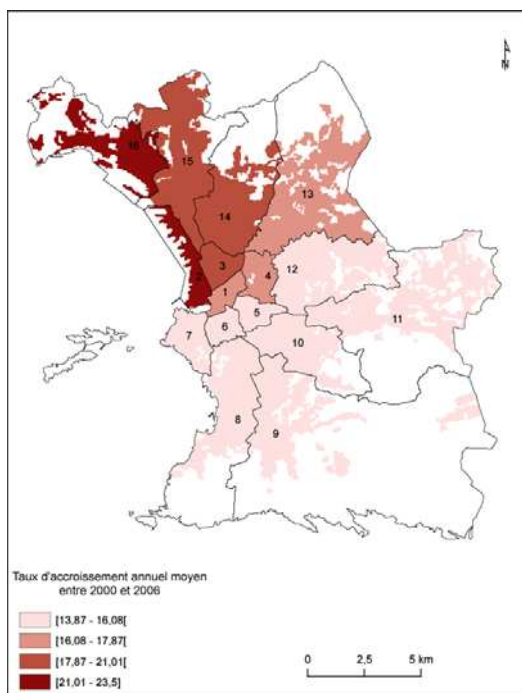 N
16
15
13
14
3
2
4
12
1
5
11
6
7
10
8
9
Taux d'accroissement annuel moyen
entre 2000 et 2006
[13,87 - 16,08[
[16,08 - 17,87[
[17,87 - 21,01[
[21,01 - 23,5]
0 2,5 5 km